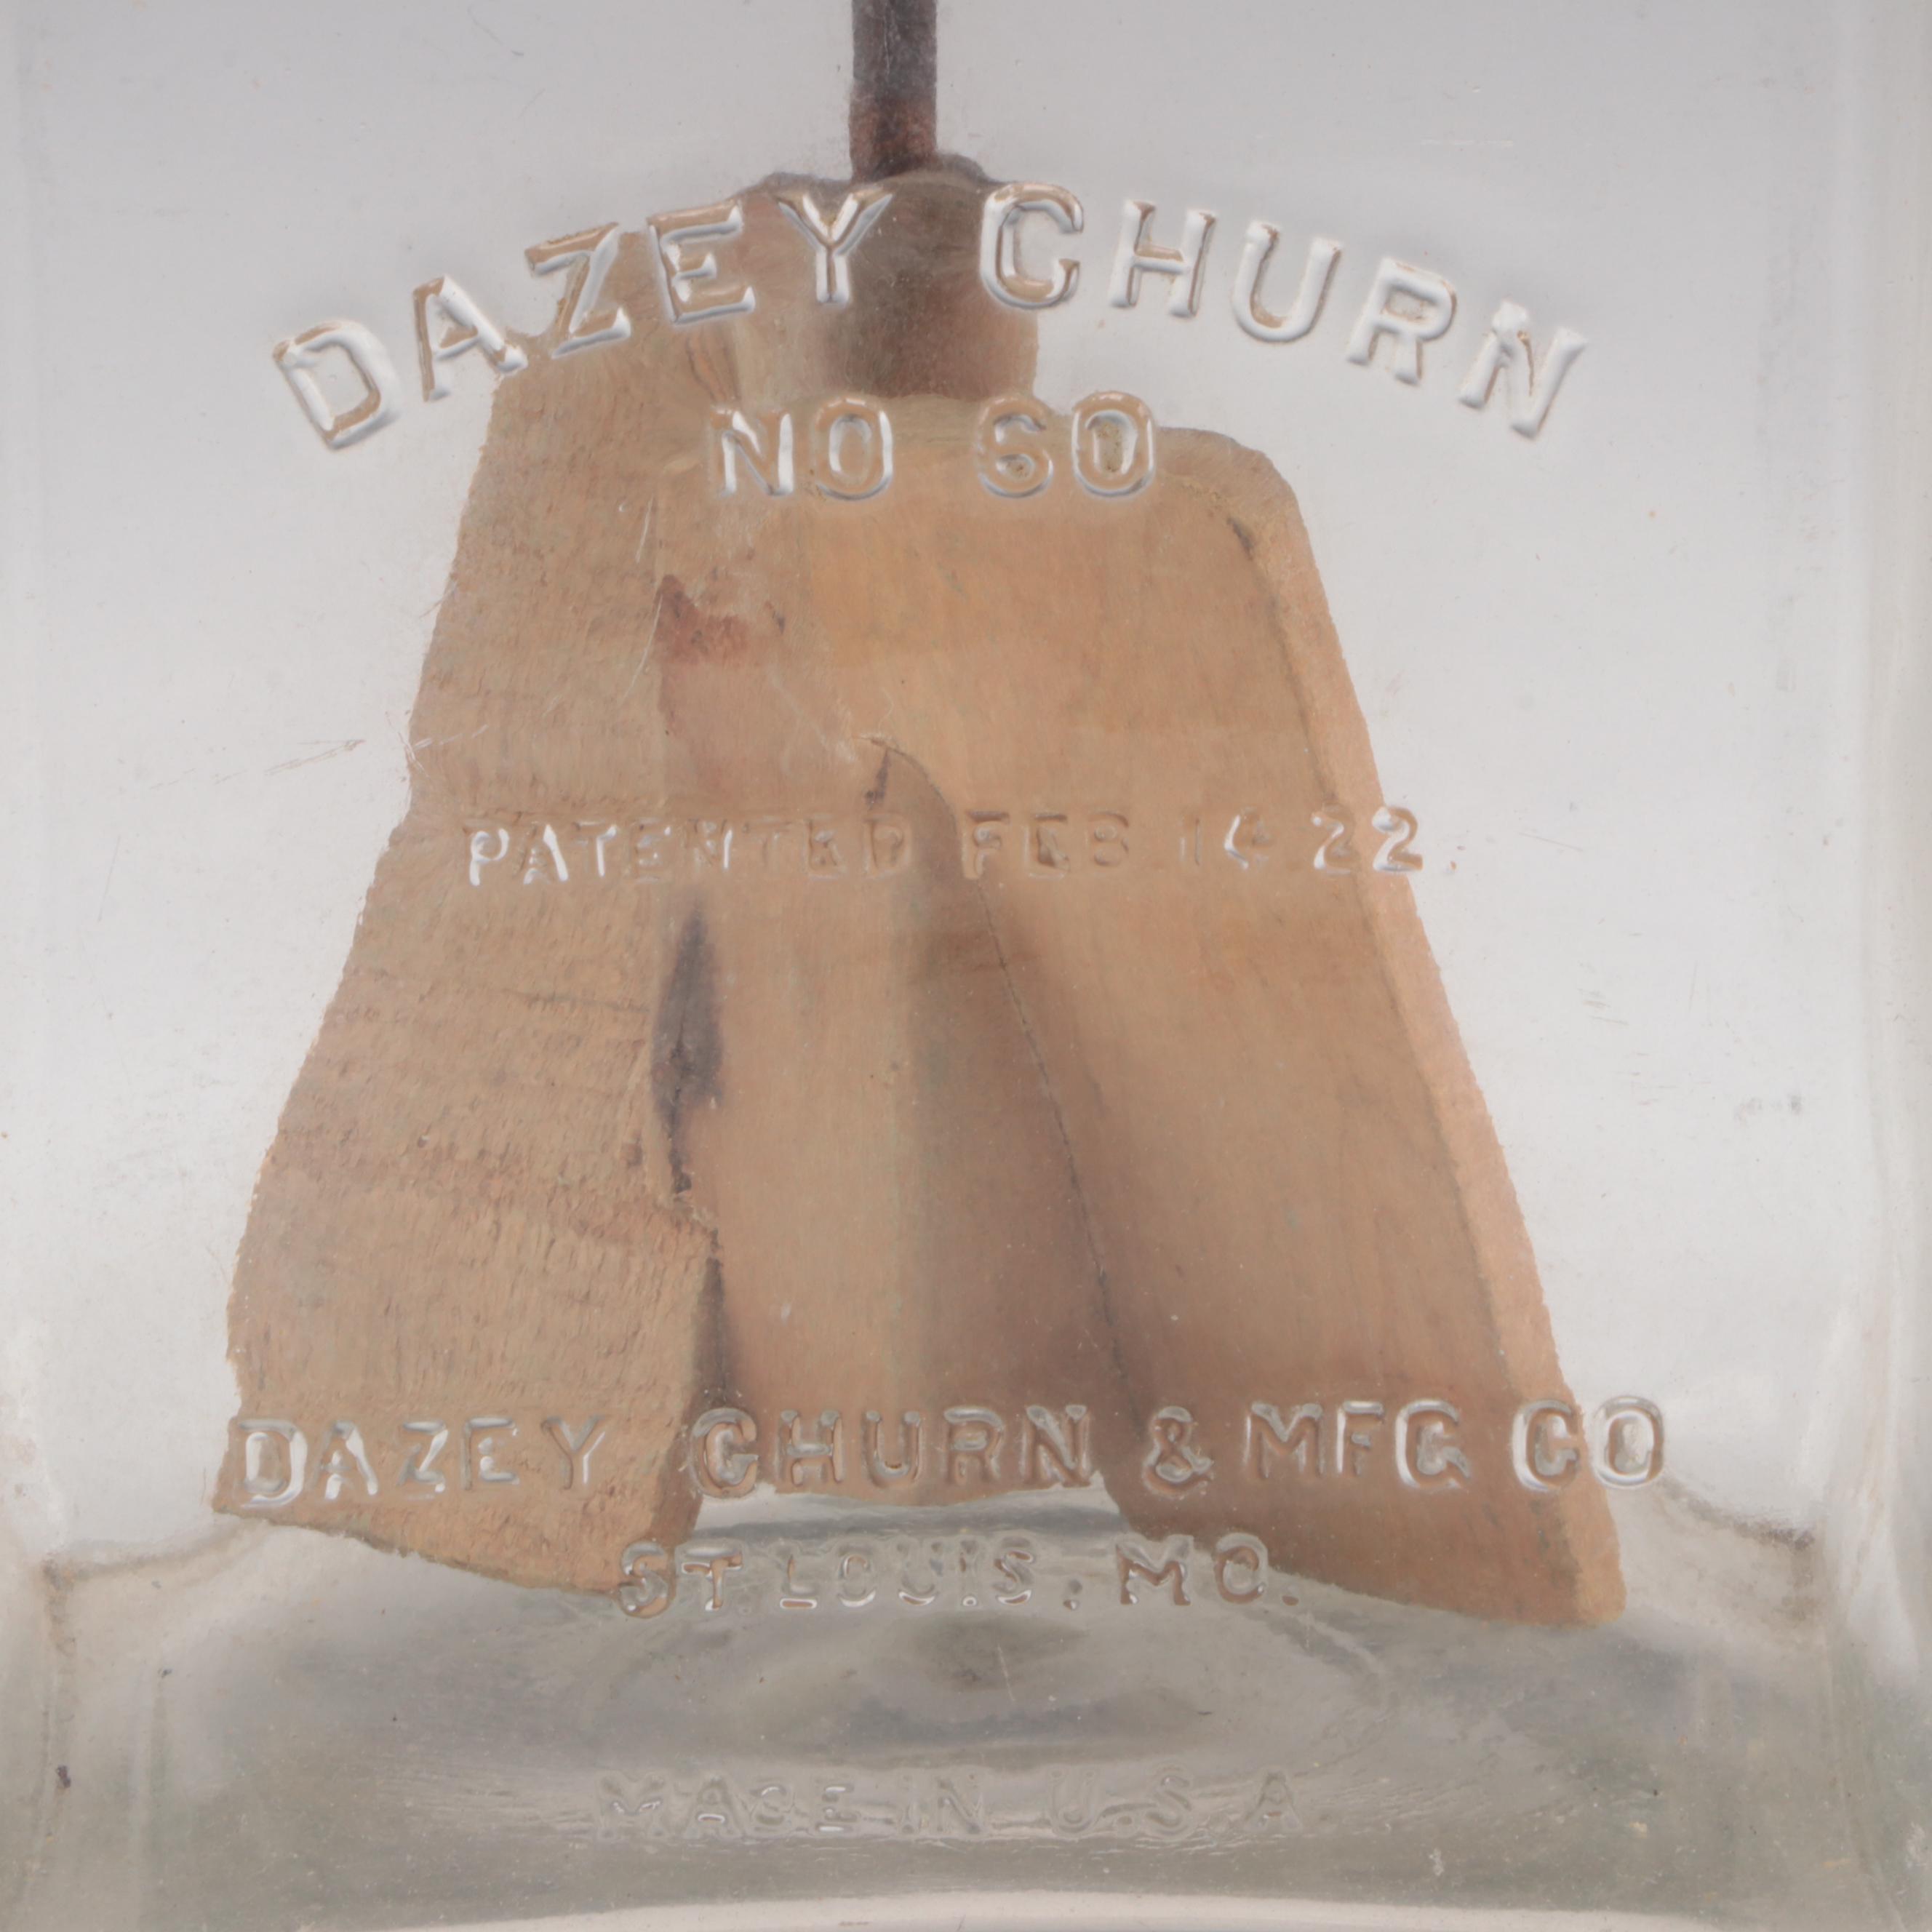 DAZEY CHURN
NO 60
PATENTED FEB 14 22
DAZEY CHURN & MFG CO
ST. LOUIS, MO.
MADE IN U.S.A